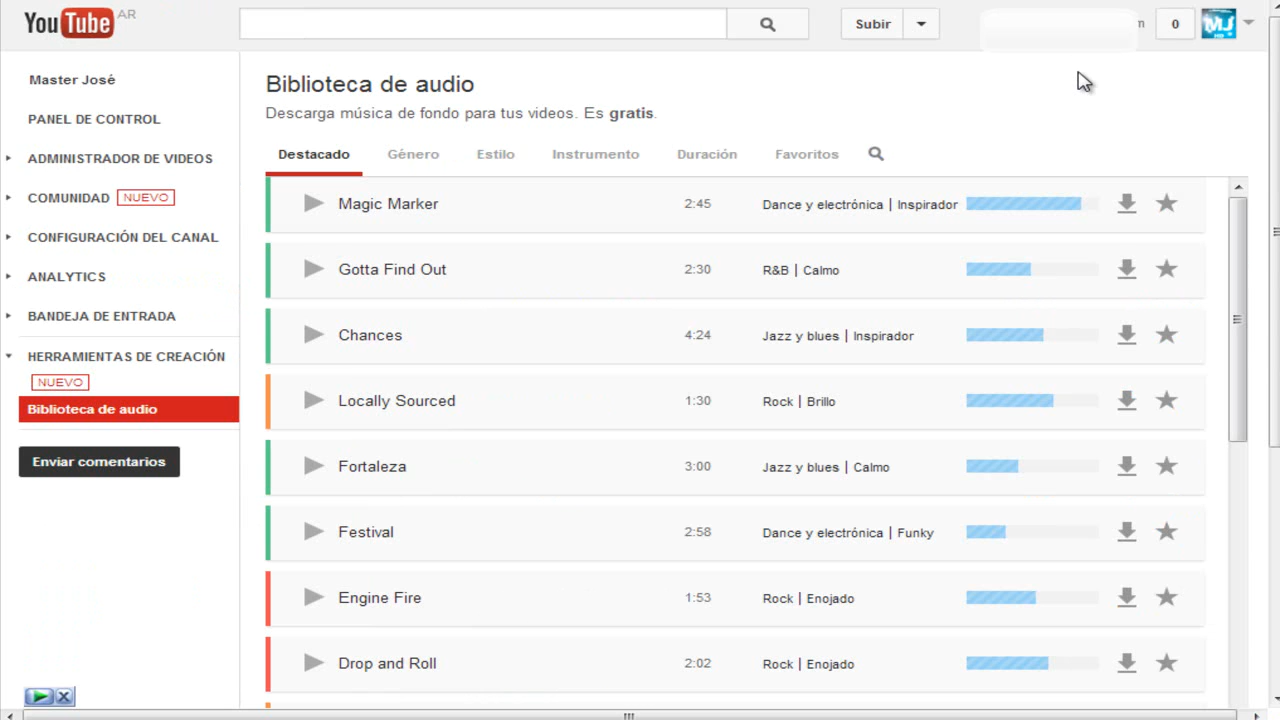 YouTube AR
Subir
m
0
MJ
Master José
PANEL DE CONTROL
ADMINISTRADOR DE VIDEOS
COMUNIDAD NUEVO
CONFIGURACIÓN DEL CANAL
ANALYTICS
BANDEJA DE ENTRADA
HERRAMIENTAS DE CREACIÓN
NUEVO
Biblioteca de audio
Enviar comentarios
Biblioteca de audio
Descarga música de fondo para tus videos. Es gratis.
Destacado Género Estilo Instrumento Duración Favoritos
Magic Marker 2:45 Dance y electrónica | Inspirador
Gotta Find Out 2:30 R&B | Calmo
Chances 4:24 Jazz y blues | Inspirador
Locally Sourced 1:30 Rock | Brillo
Fortaleza 3:00 Jazz y blues | Calmo
Festival 2:58 Dance y electrónica | Funky
Engine Fire 1:53 Rock | Enojado
Drop and Roll 2:02 Rock | Enojado